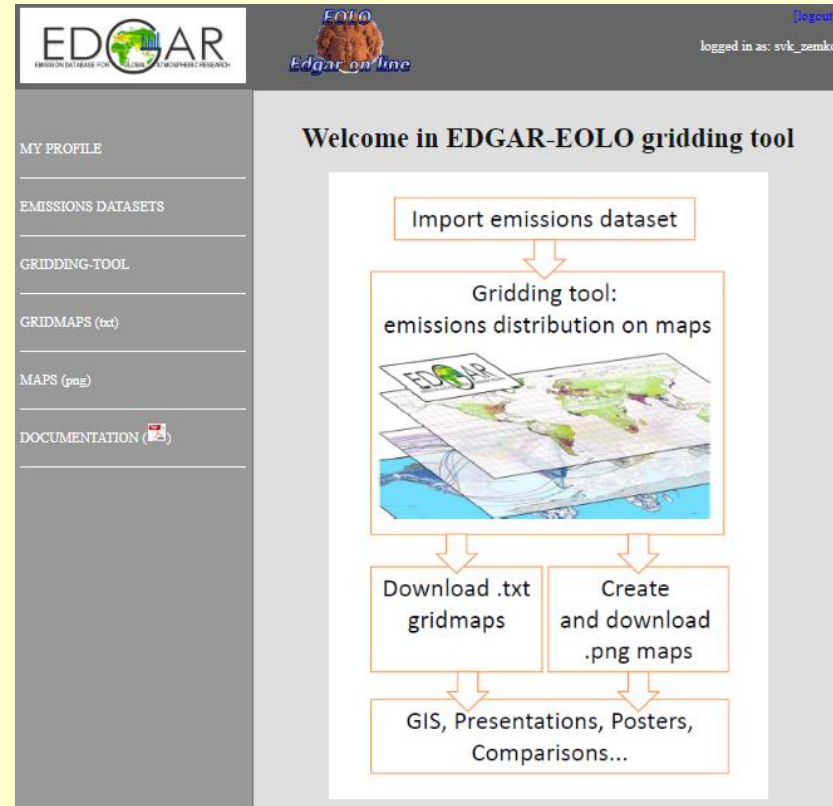 EDGAR
EMISSION DATABASE FOR GLOBAL ATMOSPHERIC RESEARCH
EOLO
Edgar on line
[logout
logged in as: svk_zemko
MY PROFILE
EMISSIONS DATASETS
GRIDDING-TOOL
GRIDMAPS (txt)
MAPS (png)
DOCUMENTATION ( )
Welcome in EDGAR-EOLO gridding tool
Import emissions dataset
Gridding tool:
emissions distribution on maps
EDGAR
Download .txt
gridmaps
Create
and download
.png maps
GIS, Presentations, Posters,
Comparisons...